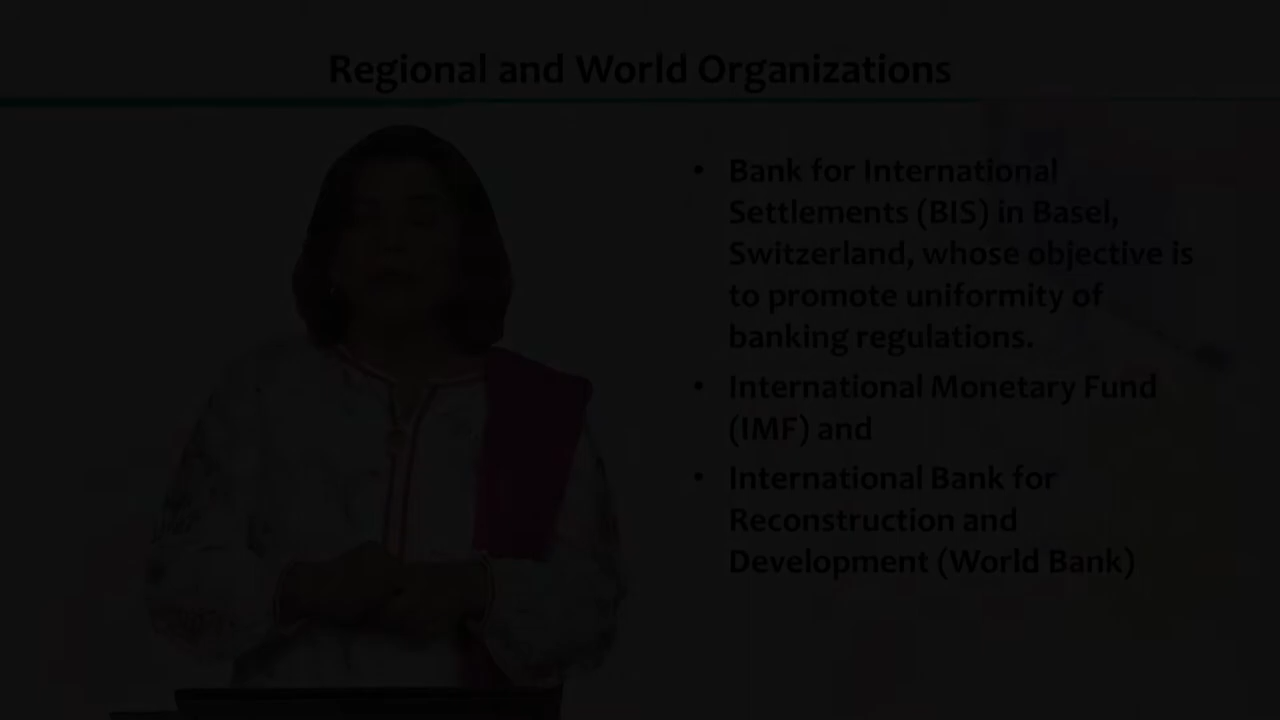 Regional and World Organizations
• Bank for International
Settlements (BIS) in Basel,
Switzerland, whose objective is
to promote uniformity of
banking regulations.
• International Monetary Fund
(IMF) and
• International Bank for
Reconstruction and
Development (World Bank)